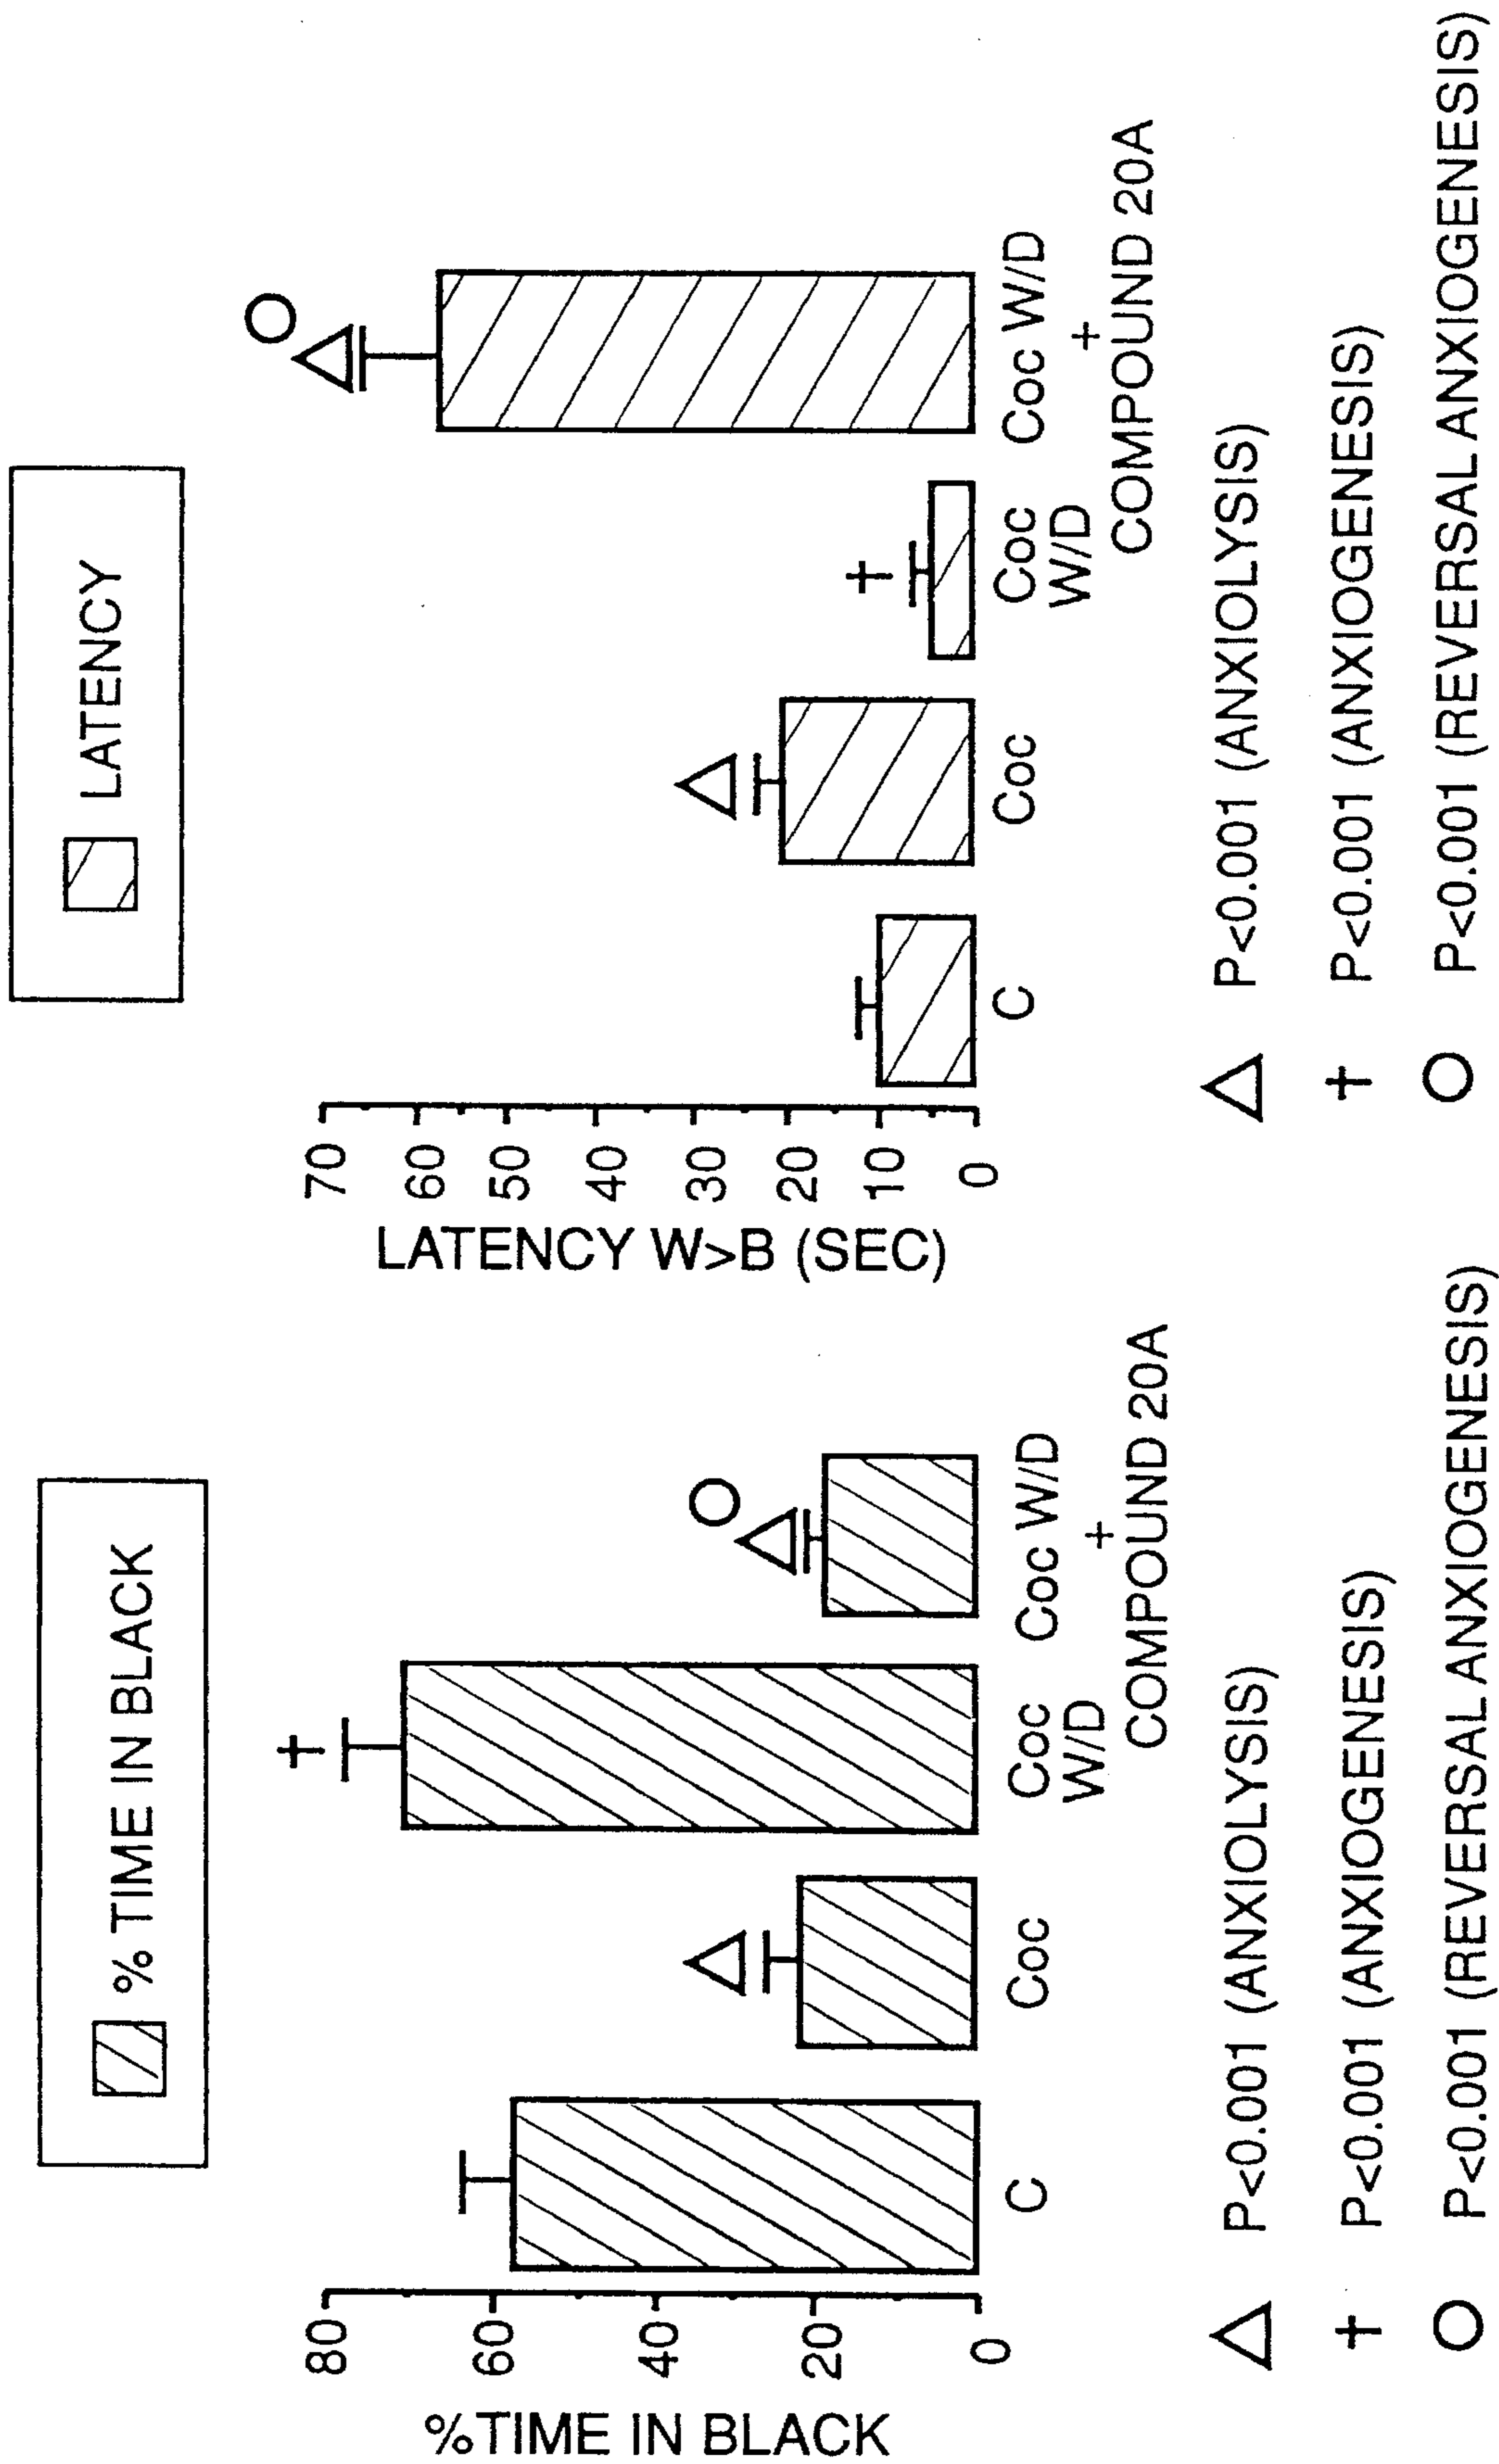 % TIME IN BLACK
%TIME IN BLACK
80
60
40
20
0
C
Coc
Coc
W/D
Coc W/D
+
COMPOUND 20A
△ P<0.001 (ANXIOLYSIS)
† P<0.001 (ANXIOGENESIS)
○ P<0.001 (REVERSAL ANXIOGENESIS)
LATENCY
LATENCY W>B (SEC)
70
60
50
40
30
20
10
0
C
Coc
Coc
W/D
Coc W/D
+
COMPOUND 20A
△ P<0.001 (ANXIOLYSIS)
† P<0.001 (ANXIOGENESIS)
○ P<0.001 (REVERSAL ANXIOGENESIS)